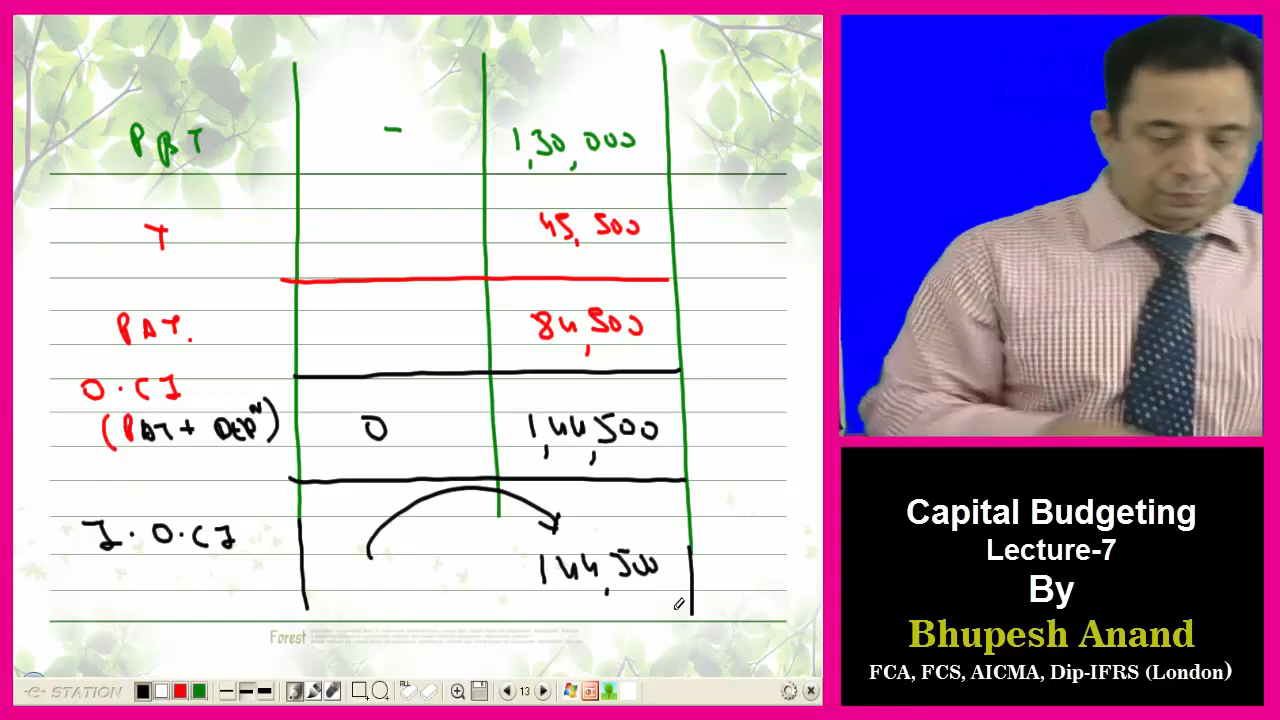 PBT - 1,30,000
T 45,500
PAT. 84,500
O.CI
(PAT + DEPN) 0 1,44,500
I.O.CI
144,500
Forest
e-STATION
ALL
13
Capital Budgeting
Lecture-7
By
Bhupesh Anand
FCA, FCS, AICMA, Dip-IFRS (London)